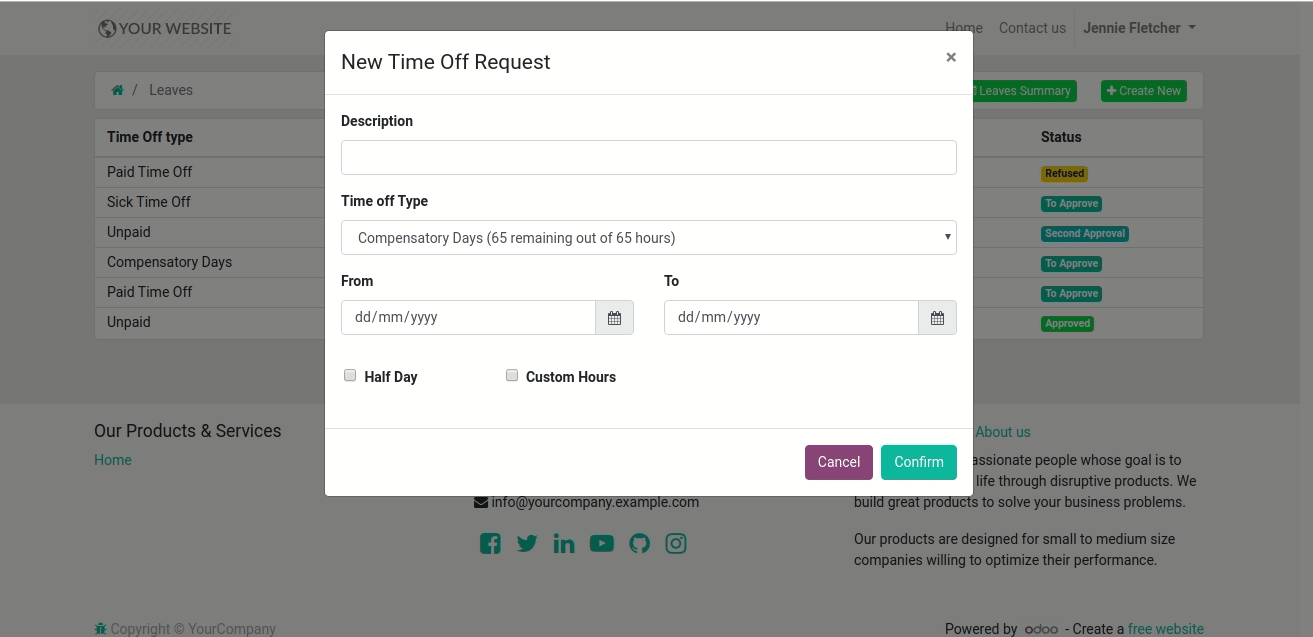 YOUR WEBSITE
Home Contact us Jennie Fletcher
New Time Off Request ×
/ Leaves
Leaves Summary
Create New
Time Off type Status
Paid Time Off Refused
Sick Time Off To Approve
Unpaid Second Approval
Compensatory Days To Approve
Paid Time Off To Approve
Unpaid Approved
Description
Time off Type
Compensatory Days (65 remaining out of 65 hours)
From To
dd/mm/yyyy dd/mm/yyyy
Half Day Custom Hours
Cancel Confirm
Our Products & Services
Home
info@yourcompany.example.com
About us
assionate people whose goal is to
life through disruptive products. We
build great products to solve your business problems.
Our products are designed for small to medium size
companies willing to optimize their performance.
Copyright © YourCompany
Powered by odoo - Create a free website